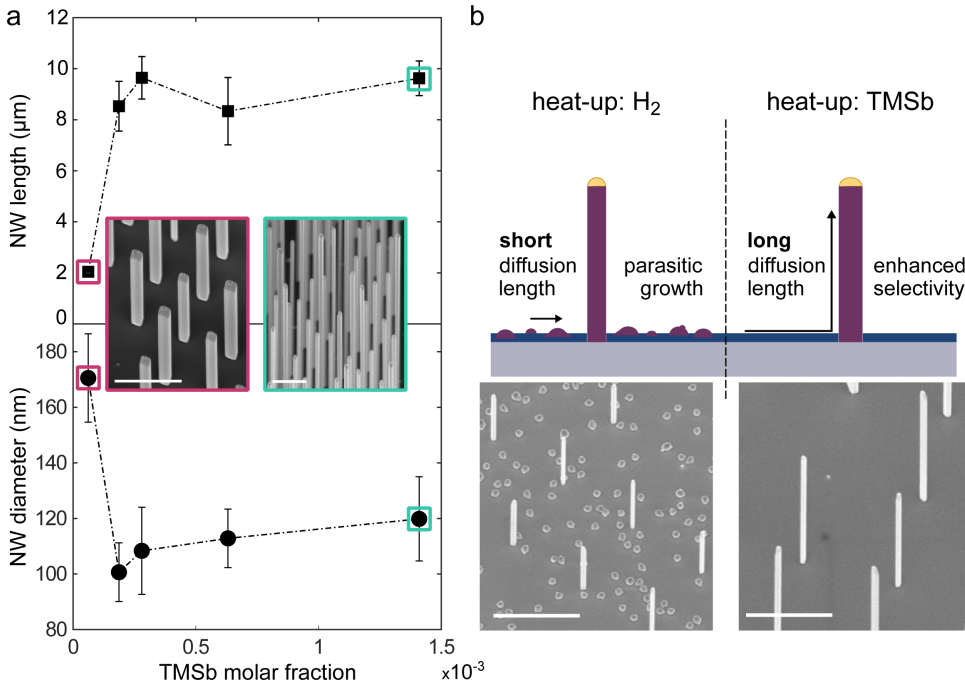 a
NW length (µm)
12
10
8
6
4
2
0
NW diameter (nm)
180
160
140
120
100
80
0
0.5
1
1.5
×10⁻³
TMSb molar fraction
b
heat-up: H₂
heat-up: TMSb
short
diffusion
length
parasitic
growth
long
diffusion
length
enhanced
selectivity